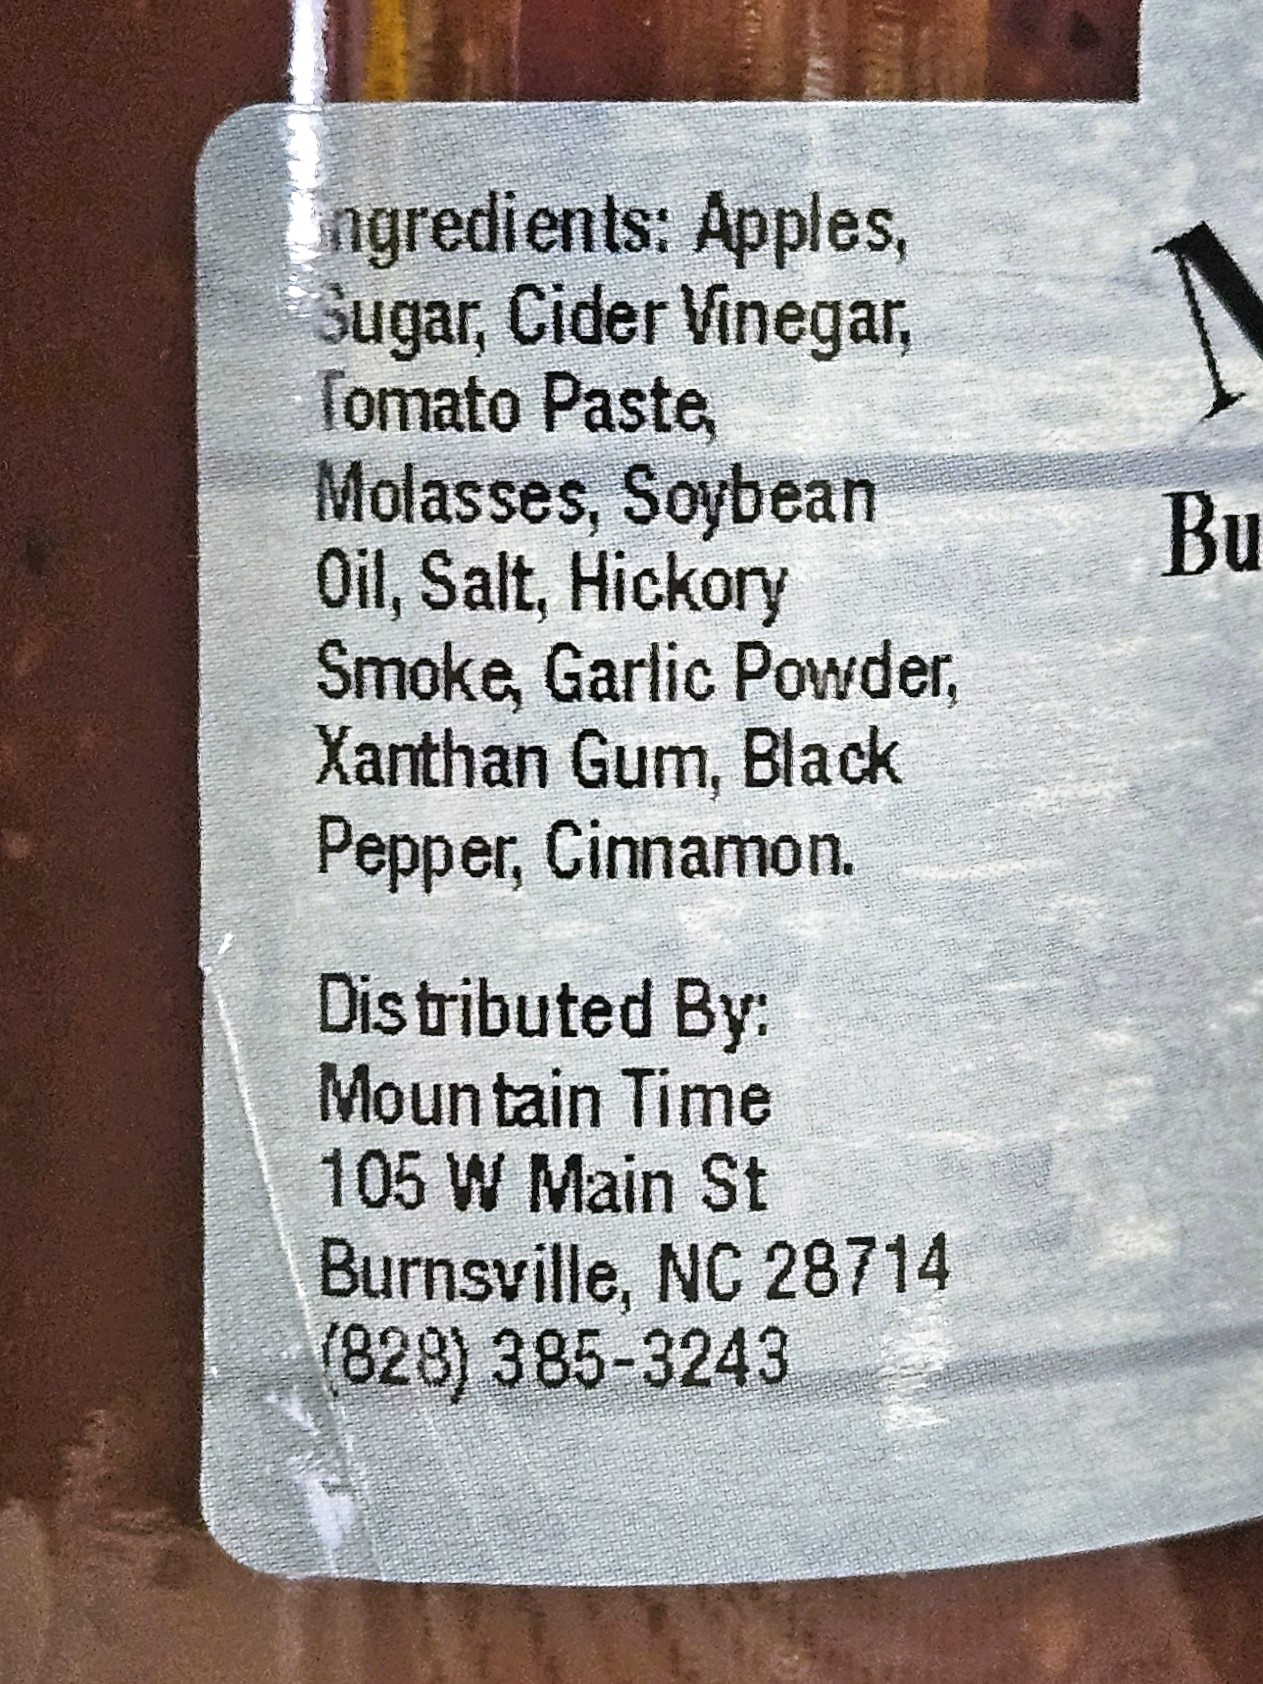 Ingredients: Apples,
Sugar, Cider Vinegar,
Tomato Paste,
Molasses, Soybean
Oil, Salt, Hickory
Smoke, Garlic Powder,
Xanthan Gum, Black
Pepper, Cinnamon.
Distributed By:
Mountain Time
105 W Main St
Burnsville, NC 28714
(828) 385-3243